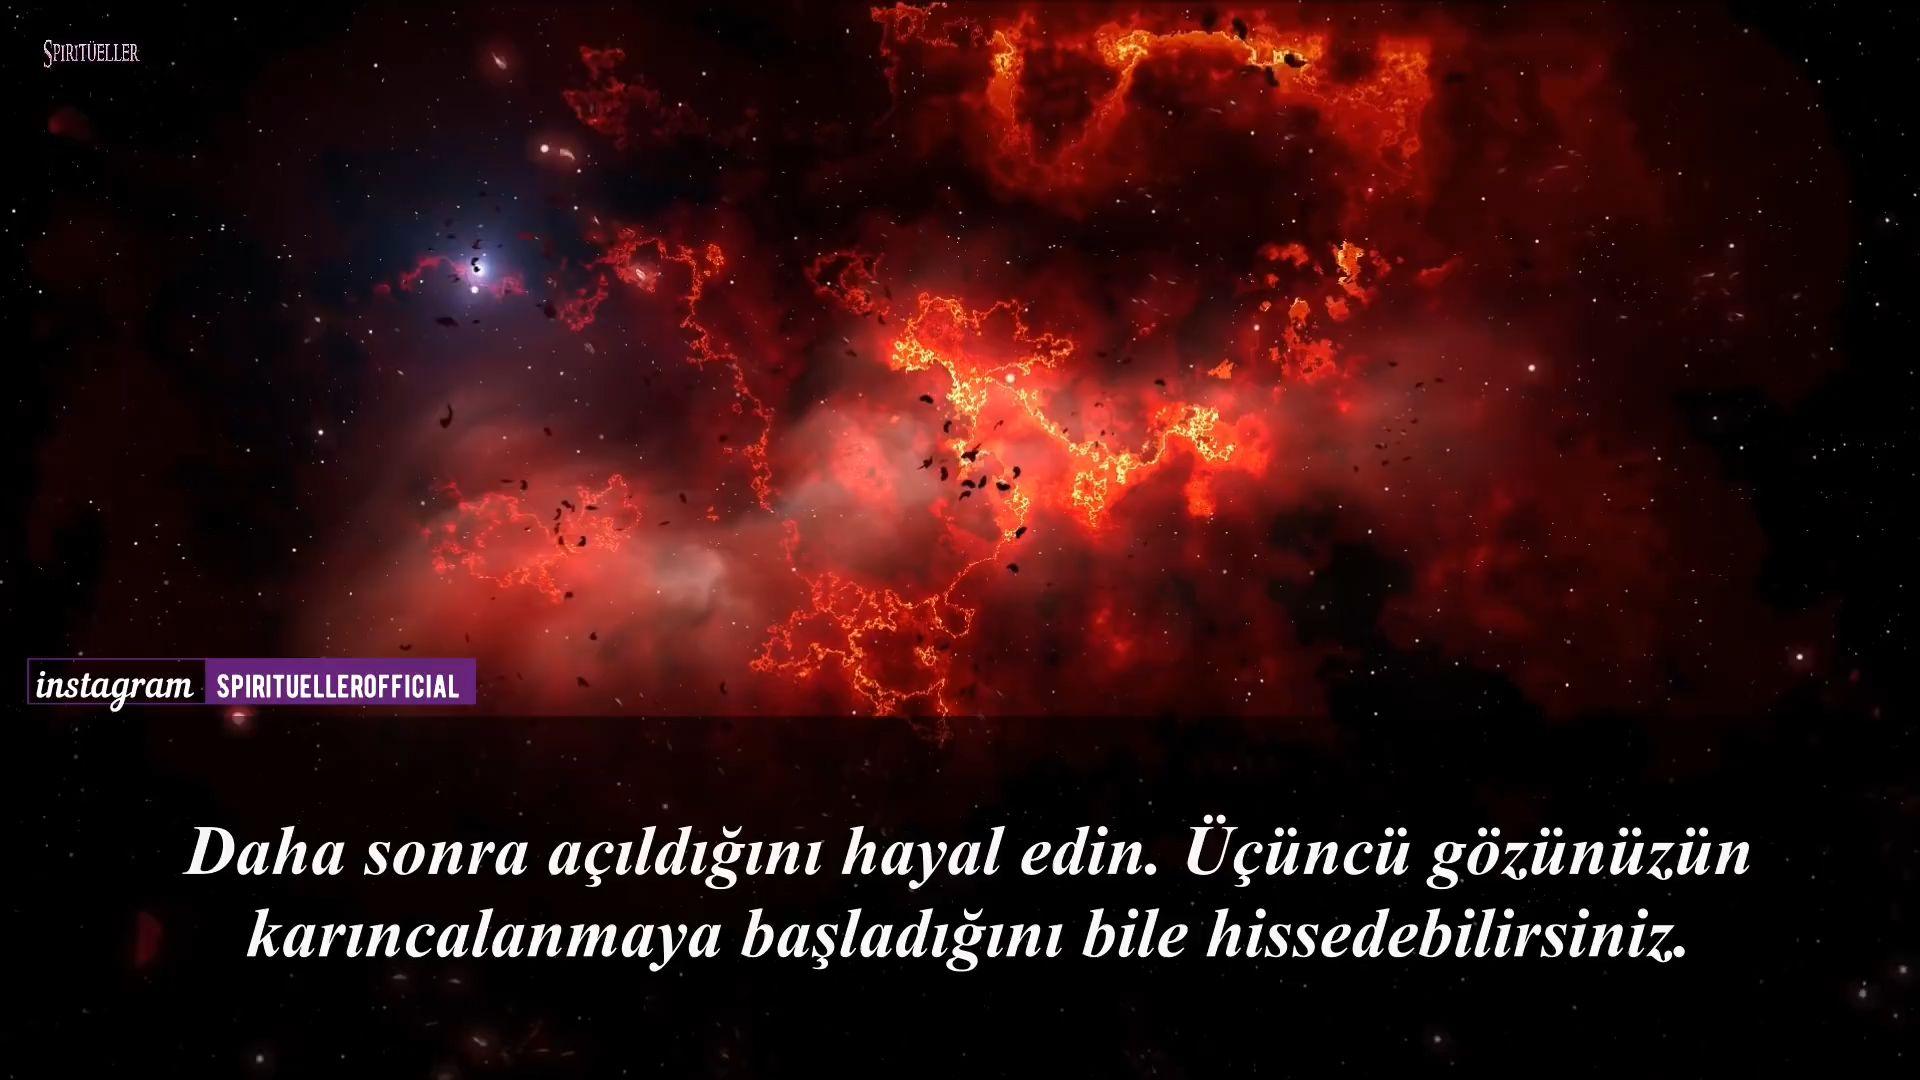 SPIRITÜELLER
instagram SPIRITUELLEROFFICIAL
Daha sonra açıldığını hayal edin. Üçüncü gözünüzün
karıncalanmaya başladığını bile hissedebilirsiniz.